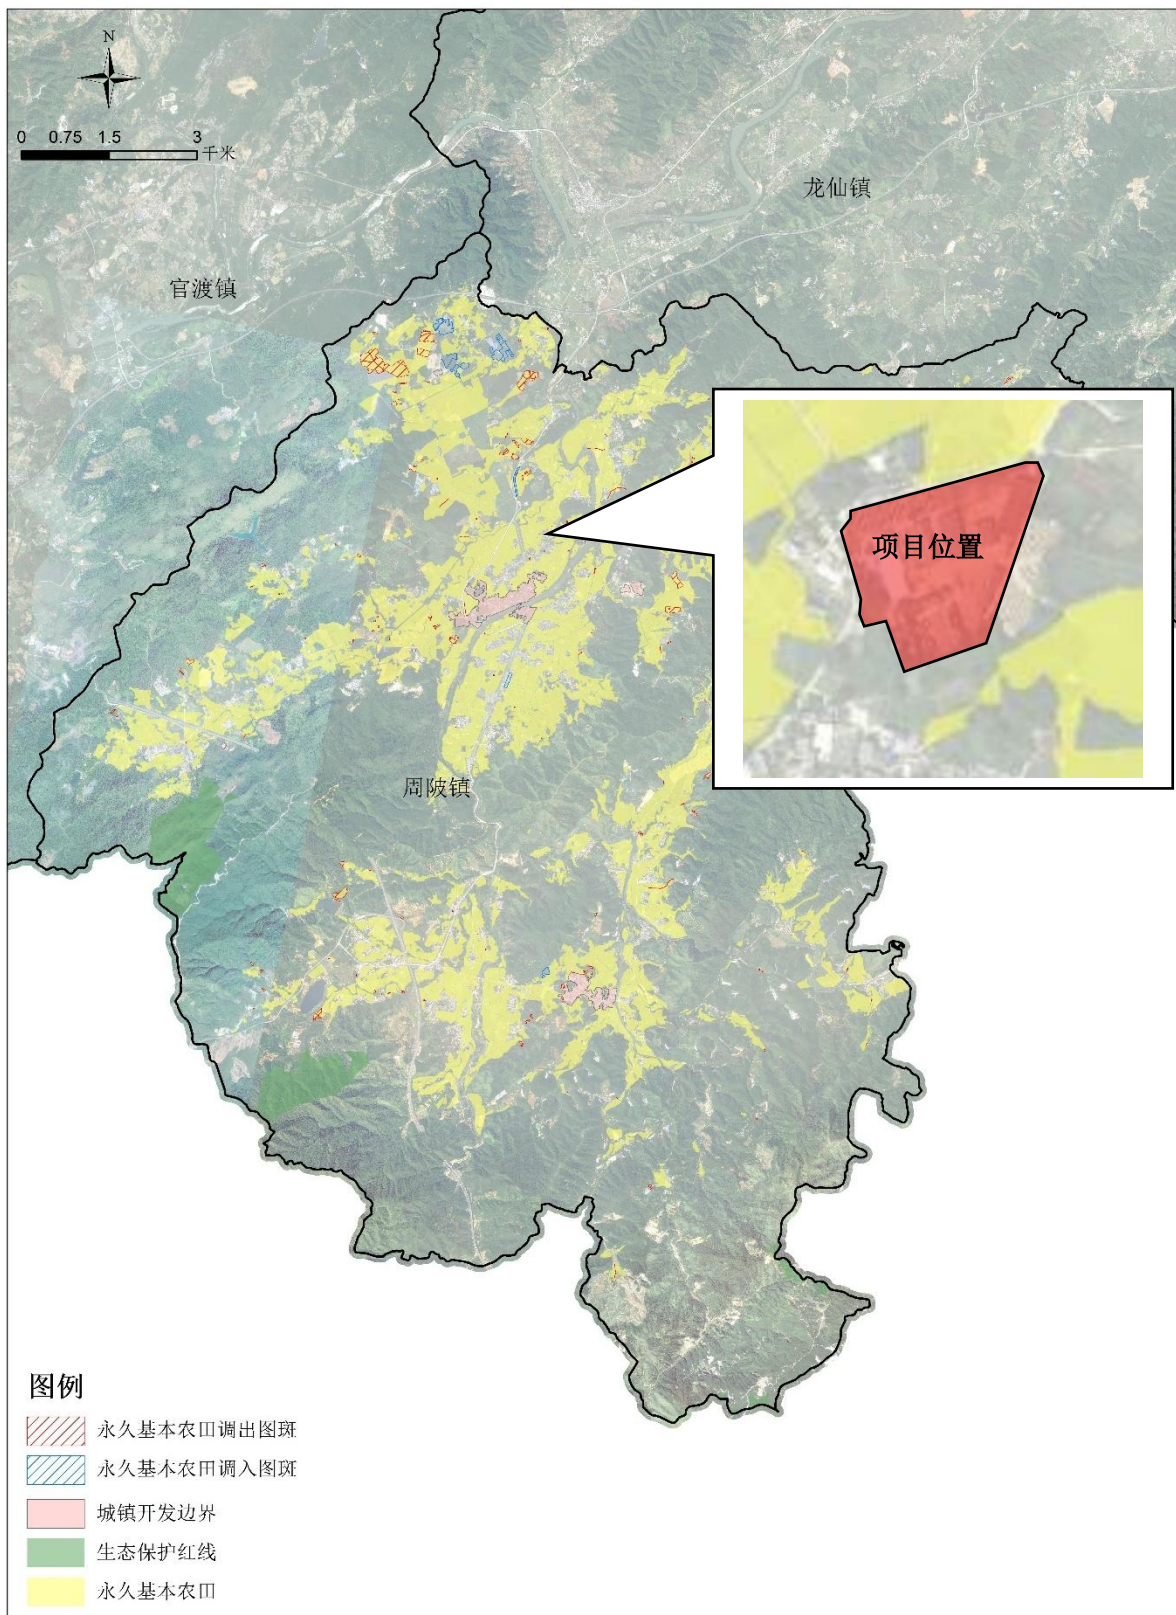 N
0 0.75 1.5 3
千米
龙仙镇
官渡镇
项目位置
周陂镇
图例
永久基本农田调出图斑
永久基本农田调入图斑
城镇开发边界
生态保护红线
永久基本农田